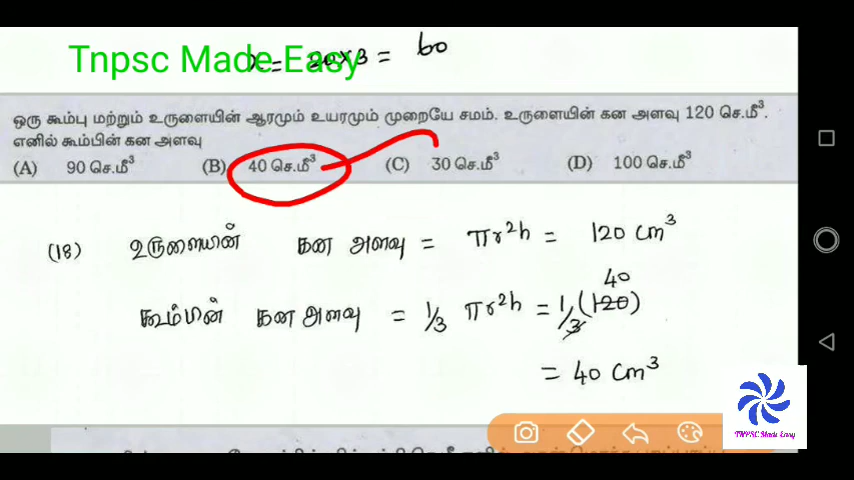 x = 20 x 3 = 60
Tnpsc Made Easy
ஒரு கூம்பு மற்றும் உருளையின் ஆரமும் உயரமும் முறையே சமம். உருளையின் கன அளவு 120 செ.மீ³.
எனில் கூம்பின் கன அளவு
(A) 90 செ.மீ³ (B) 40 செ.மீ³ (C) 30 செ.மீ³ (D) 100 செ.மீ³
(18) உருளையின் கன அளவு = πr²h = 120 cm³
40
கூம்பின் கன அளவு = 1/3 πr²h = 1/3 (120)
= 40 cm³
TNPSC Made Easy